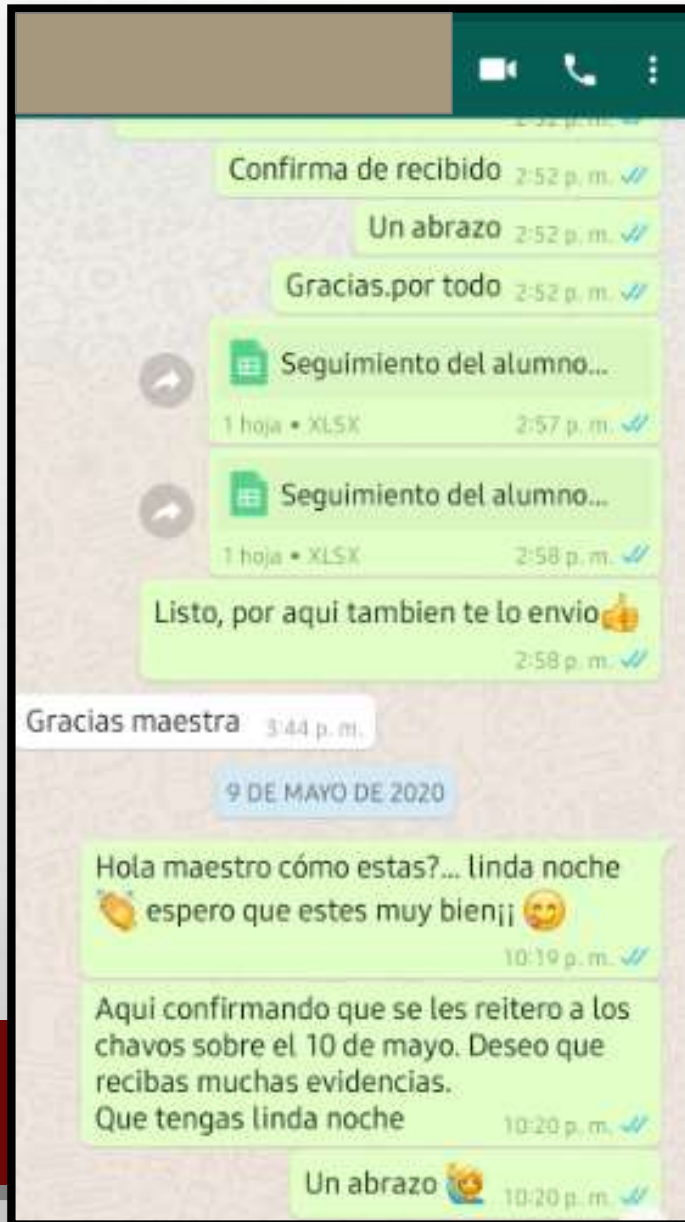 Confirma de recibido 2:52 p. m.
Un abrazo 2:52 p. m.
Gracias.por todo 2:52 p. m.
Seguimiento del alumno...
1 hoja • XLSX 2:57 p. m.
Seguimiento del alumno...
1 hoja • XLSX 2:58 p. m.
Listo, por aqui tambien te lo envio👍
2:58 p. m.
Gracias maestra 3:44 p. m.
9 DE MAYO DE 2020
Hola maestro cómo estas?... linda noche
👏 espero que estes muy bien¡¡ 😋
10:19 p. m.
Aqui confirmando que se les reitero a los
chavos sobre el 10 de mayo. Deseo que
recibas muchas evidencias.
Que tengas linda noche 10:20 p. m.
Un abrazo 🙋 10:20 p. m.